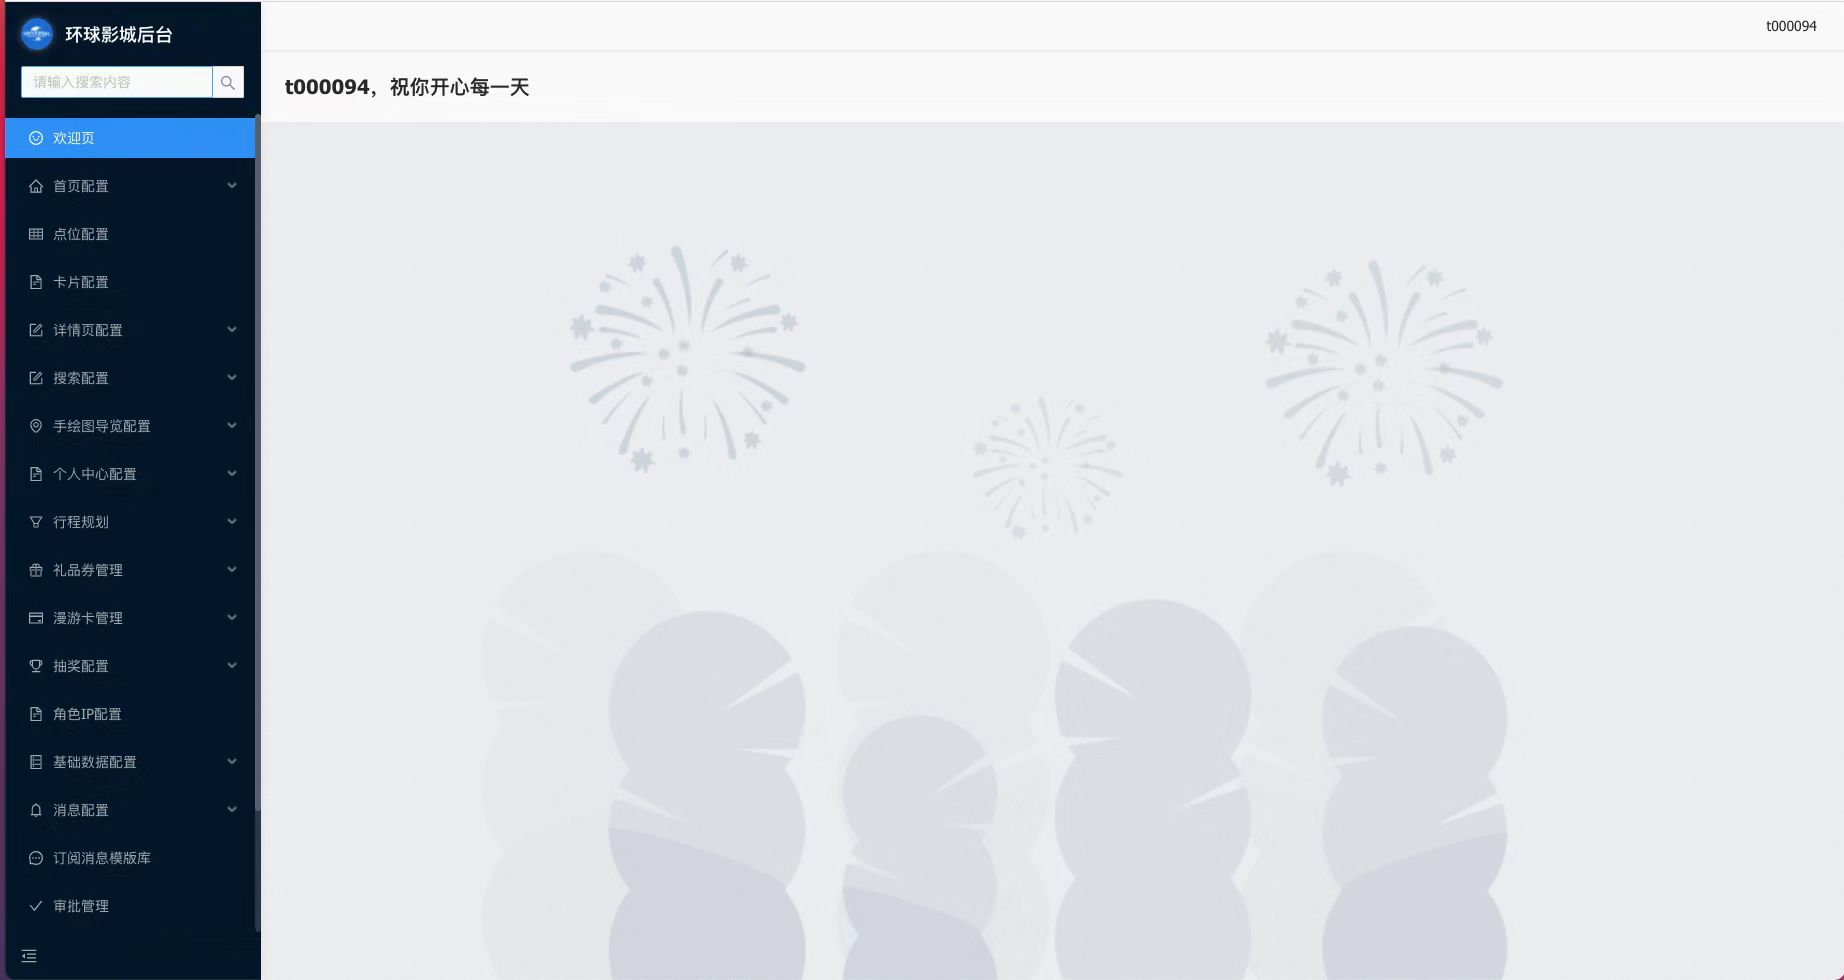 环球影城后台
t000094
请输入搜索内容
t000094，祝你开心每一天
欢迎页
首页配置
点位配置
卡片配置
详情页配置
搜索配置
手绘图导览配置
个人中心配置
行程规划
礼品券管理
漫游卡管理
抽奖配置
角色IP配置
基础数据配置
消息配置
订阅消息模版库
审批管理